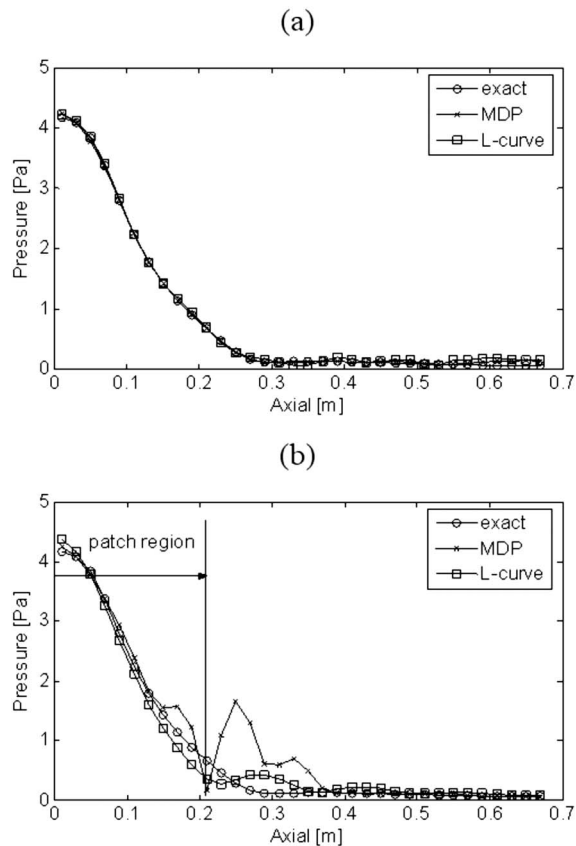 (a)
5
4
3
2
1
0
Pressure [Pa]
exact
MDP
L-curve
0 0.1 0.2 0.3 0.4 0.5 0.6 0.7
Axial [m]
(b)
5
4
3
2
1
0
Pressure [Pa]
patch region
exact
MDP
L-curve
0 0.1 0.2 0.3 0.4 0.5 0.6 0.7
Axial [m]